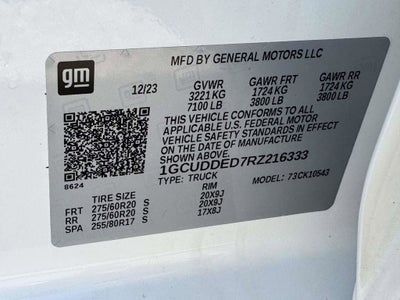 MFD BY GENERAL MOTORS LLC
gm
12/23 GVWR GAWR FRT GAWR RR
3221 KG 1724 KG 1724 KG
7100 LB 3800 LB 3800 LB
THIS VEHICLE CONFORMS TO ALL
APPLICABLE U.S. FEDERAL MOTOR
VEHICLE SAFETY STANDARDS IN EFFECT
ON THE DATE OF MANUFACTURE
SHOWN ABOVE.
1GCUDDED7RZ216333
8624
TYPE: TRUCK MODEL: 73CK10543
TIRE SIZE RIM
FRT 275/60R20 S 20X9J
RR 275/60R20 S 20X9J
SPA 255/80R17 S 17X8J